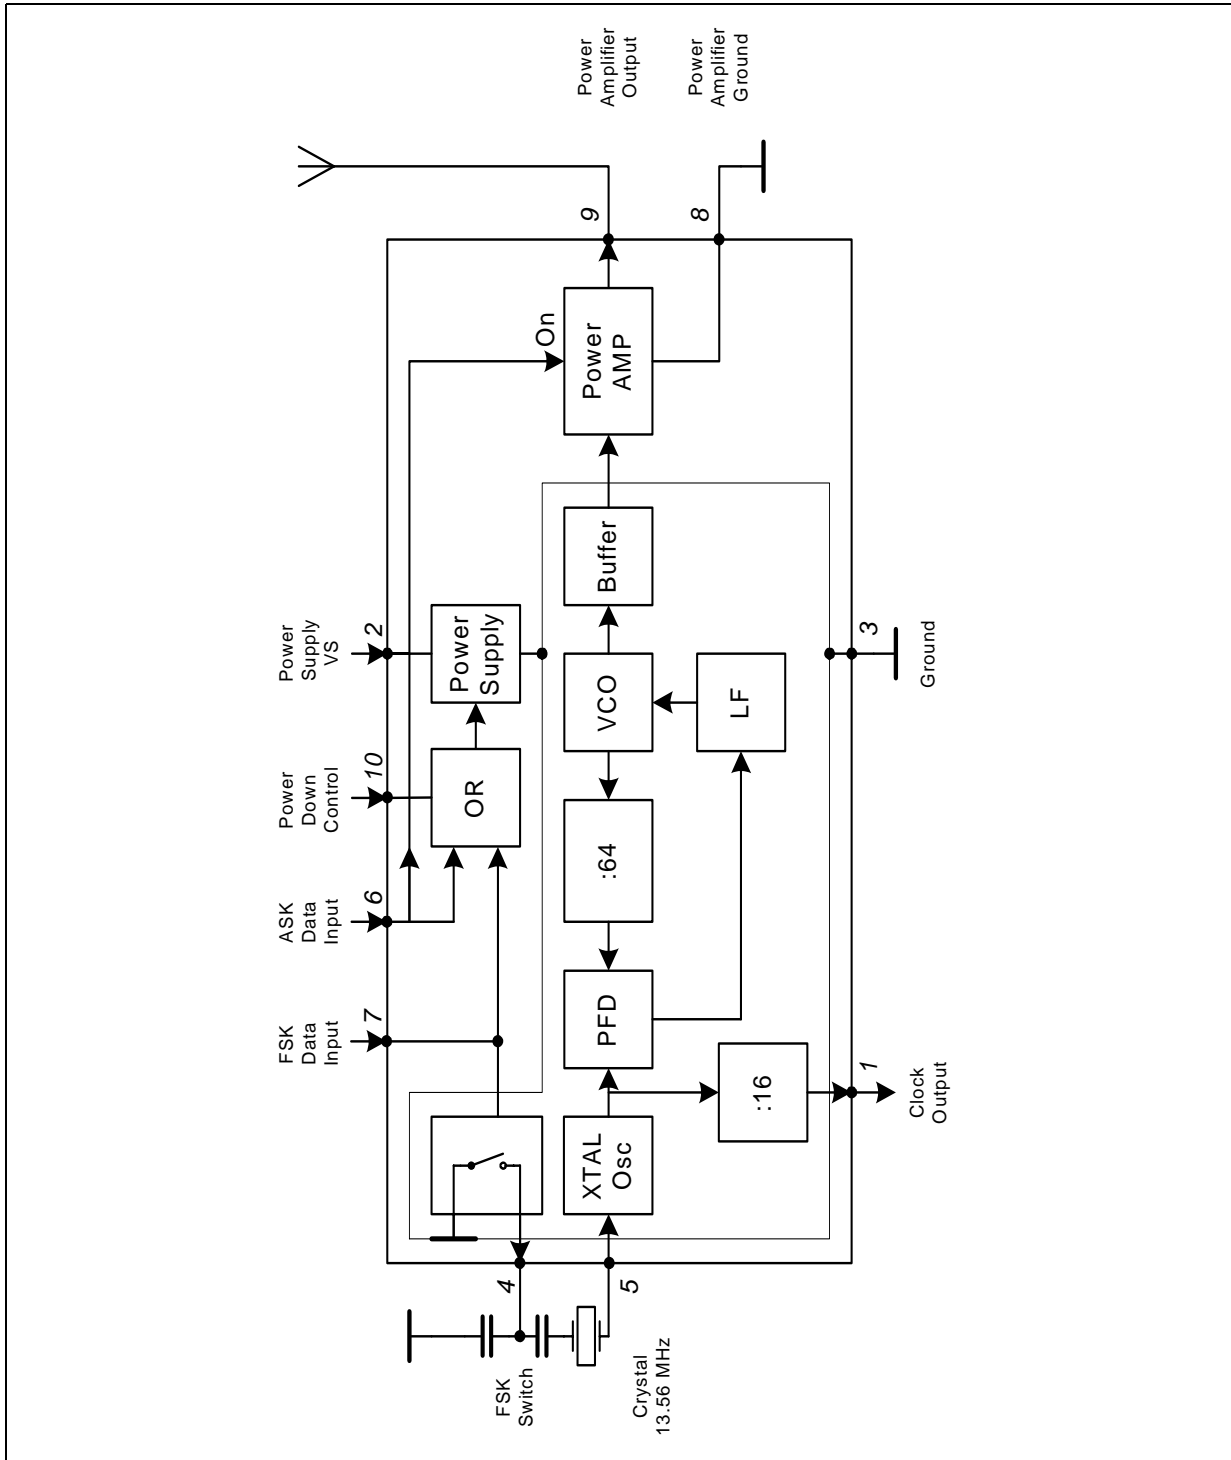 Power
Amplifier
Output
Power
Amplifier
Ground
9
8
On
Power
AMP
Buffer
Power
Supply
VS
2
Power
Supply
VCO
LF
3
Ground
Power
Down
Control
10
OR
:64
ASK
Data
Input
6
PFD
FSK
Data
Input
7
:16
1
Clock
Output
XTAL
Osc
4
5
FSK
Switch
Crystal
13.56 MHz